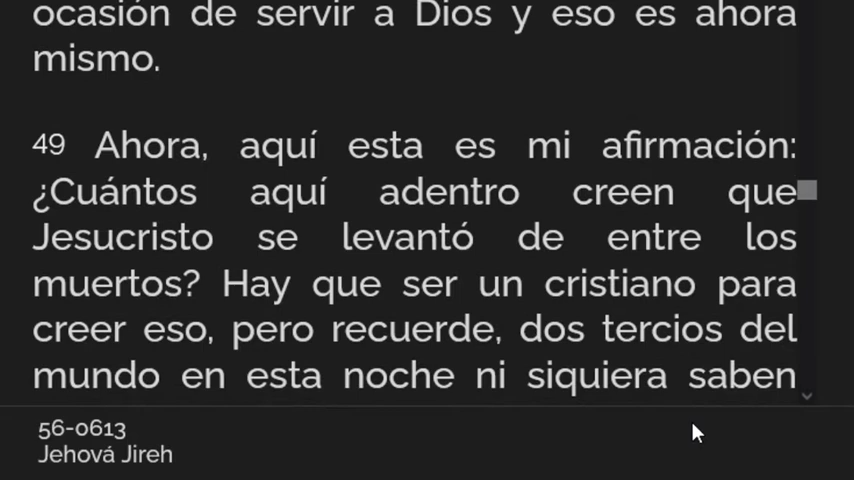 ocasión de servir a Dios y eso es ahora
mismo.
49 Ahora, aquí esta es mi afirmación:
¿Cuántos aquí adentro creen que
Jesucristo se levantó de entre los
muertos? Hay que ser un cristiano para
creer eso, pero recuerde, dos tercios del
mundo en esta noche ni siquiera saben
56-0613
Jehová Jireh